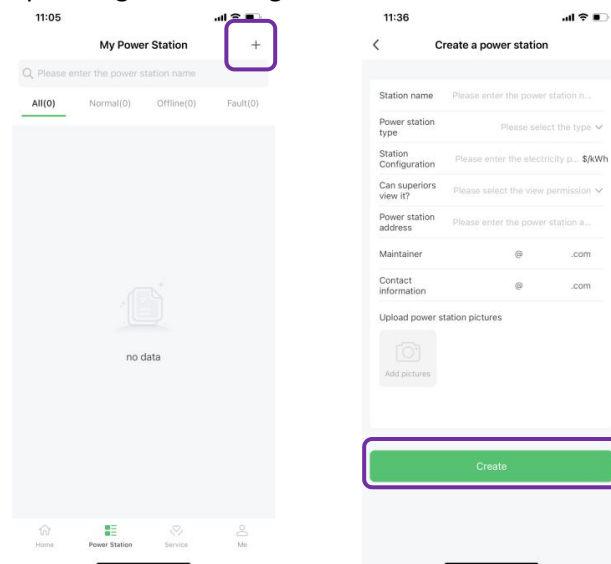 11:05
My Power Station
+
Please enter the power station name
All(0) Normal(0) Offline(0) Fault(0)
no data
Home Power Station Service Me
11:36
Create a power station
Station name Please enter the power station n...
Power station
type Please select the type
Station
Configuration Please enter the electricity p... $/kWh
Can superiors
view it? Please select the view permission
Power station
address Please enter the power station a...
Maintainer @ .com
Contact
information @ .com
Upload power station pictures
Add pictures
Create